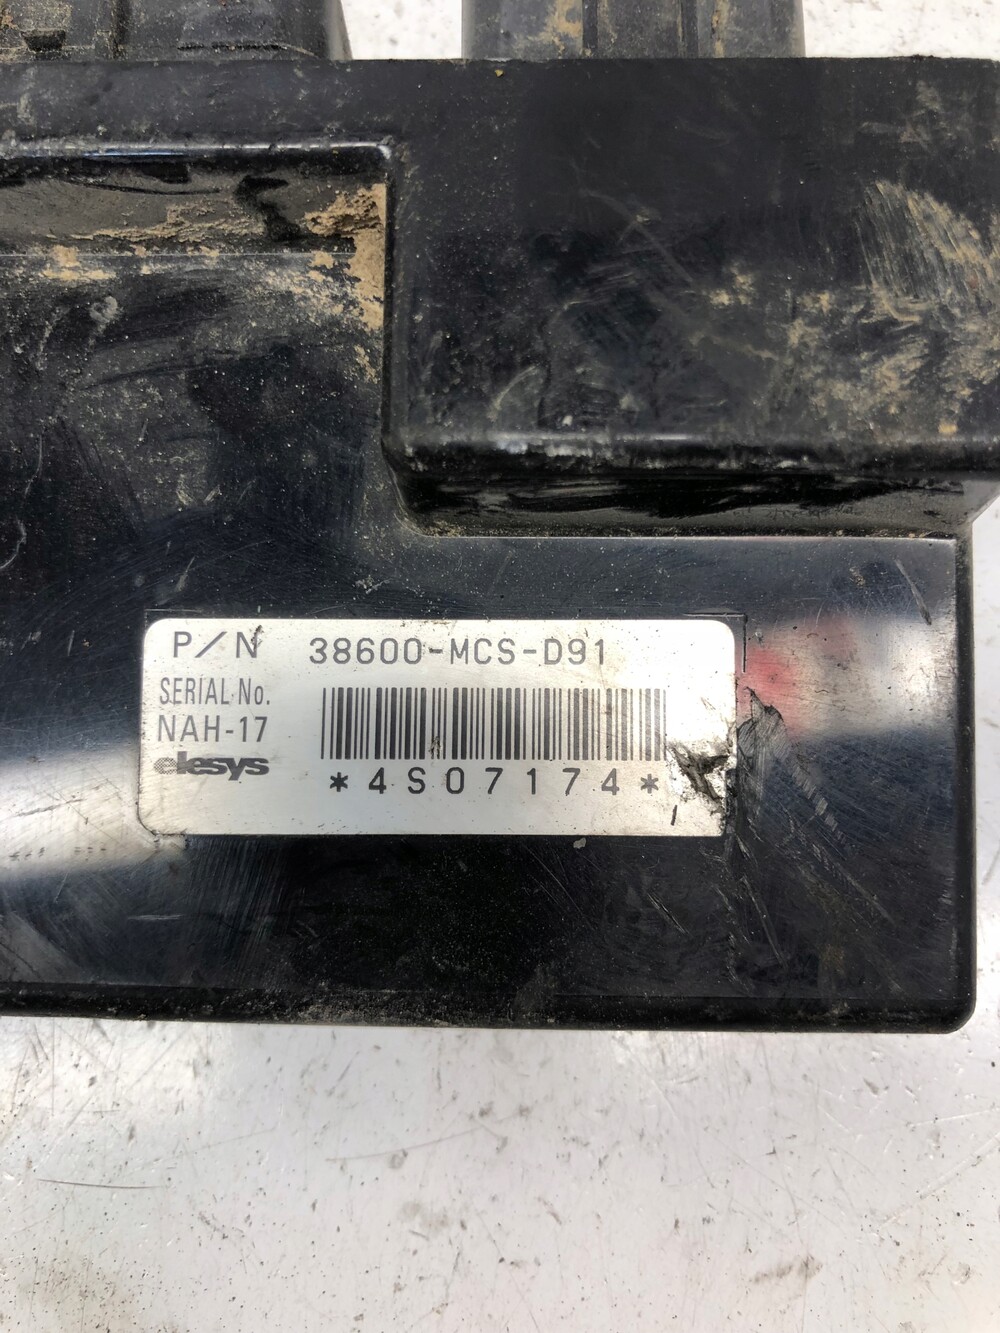 P/N 38600-MCS-D91
SERIAL No.
NAH-17
elesys
*4S07174*